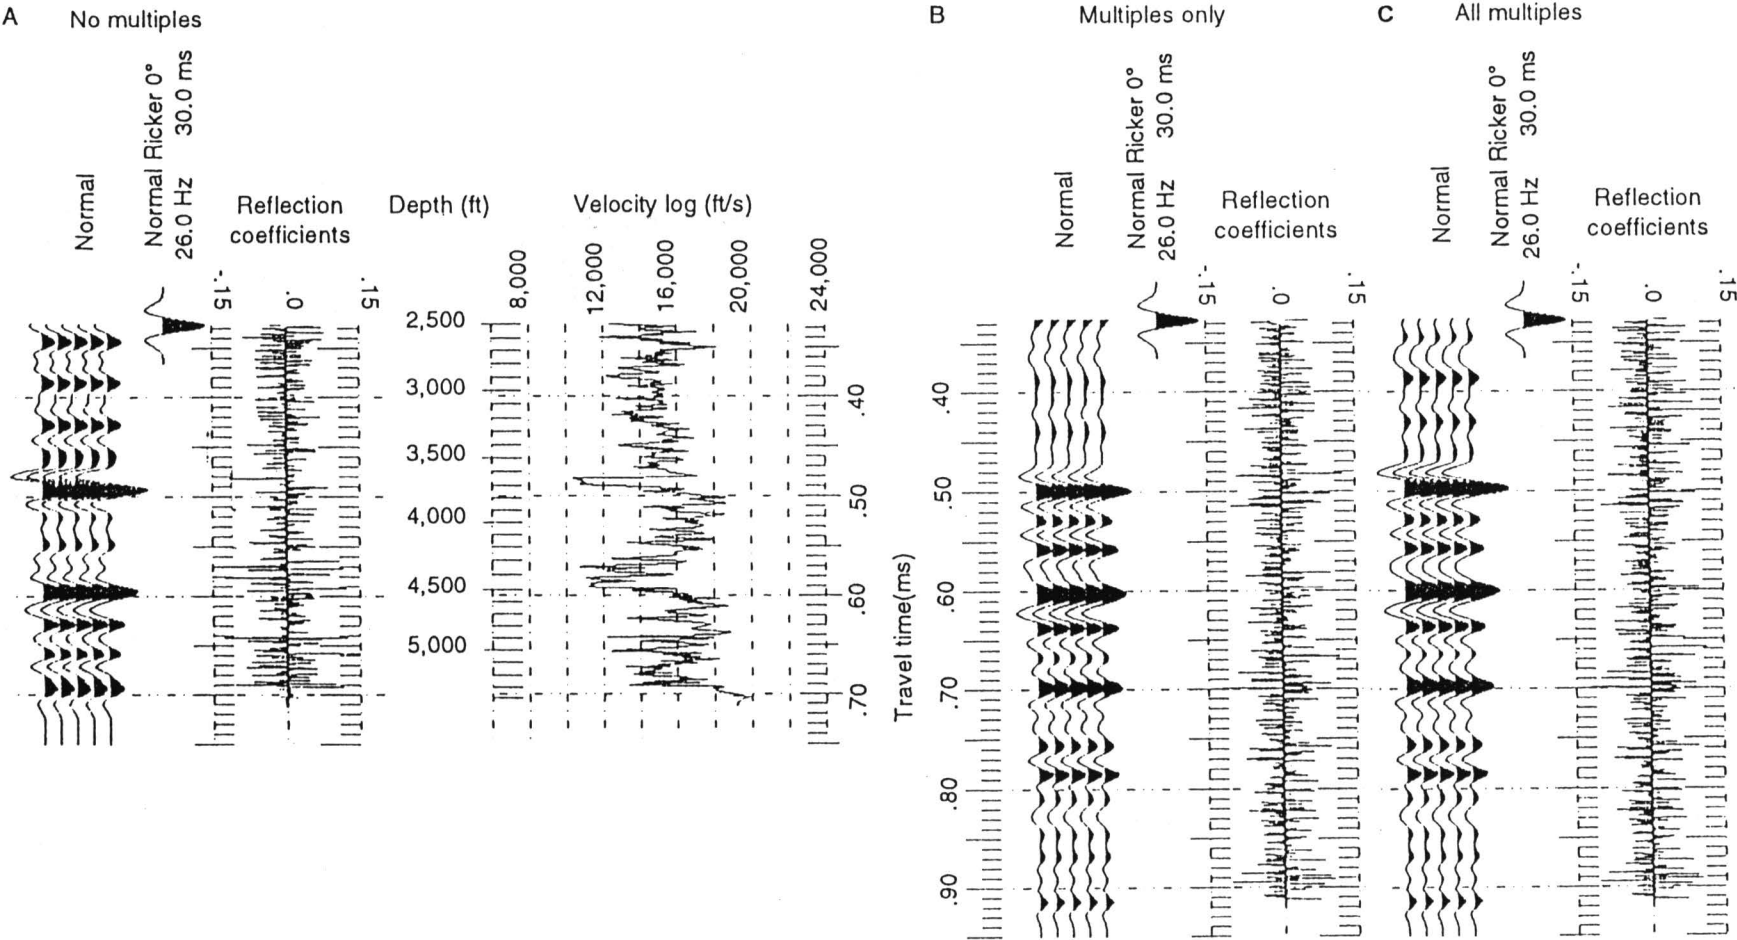 A
No multiples
Normal
Normal Ricker 0°
26.0 Hz 30.0 ms
Reflection
coefficients
-.15
.0
.15
Depth (ft)
2,500
3,000
3,500
4,000
4,500
5,000
Velocity log (ft/s)
8,000
12,000
16,000
20,000
24,000
.40
.50
.60
.70
B
Multiples only
Normal
Normal Ricker 0°
26.0 Hz 30.0 ms
Reflection
coefficients
-.15
.0
.15
Travel time(ms)
.40
.50
.60
.70
.80
.90
C
All multiples
Normal
Normal Ricker 0°
26.0 Hz 30.0 ms
Reflection
coefficients
-.15
.0
.15